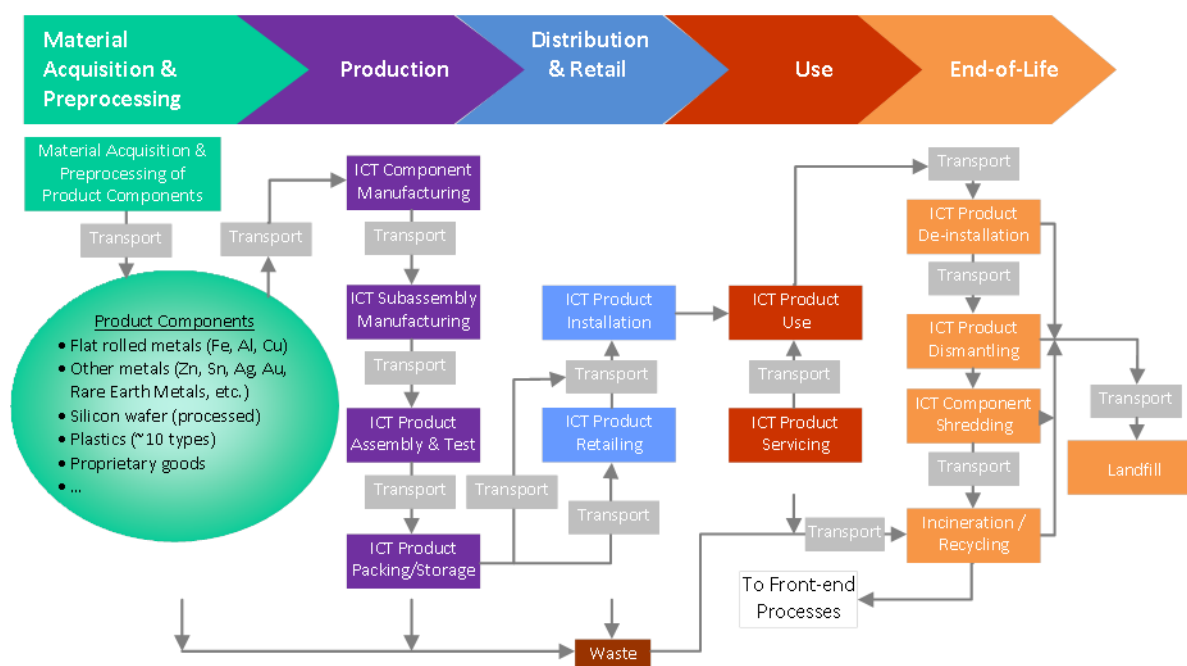 Material
Acquisition &
Preprocessing
Production
Distribution
& Retail
Use
End-of-Life
Material Acquisition &
Preprocessing of
Product Components
Transport
Transport
Product Components
• Flat rolled metals (Fe, Al, Cu)
• Other metals (Zn, Sn, Ag, Au,
Rare Earth Metals, etc.)
• Silicon wafer (processed)
• Plastics (~10 types)
• Proprietary goods
• ...
ICT Component
Manufacturing
Transport
ICT Subassembly
Manufacturing
Transport
ICT Product
Assembly & Test
Transport
ICT Product
Packing/Storage
Transport
Transport
ICT Product
Installation
Transport
ICT Product
Retailing
Transport
ICT Product
Use
Transport
ICT Product
Servicing
Transport
ICT Product
De-installation
Transport
ICT Product
Dismantling
ICT Component
Shredding
Transport
Incineration /
Recycling
Transport
Landfill
To Front-end
Processes
Waste